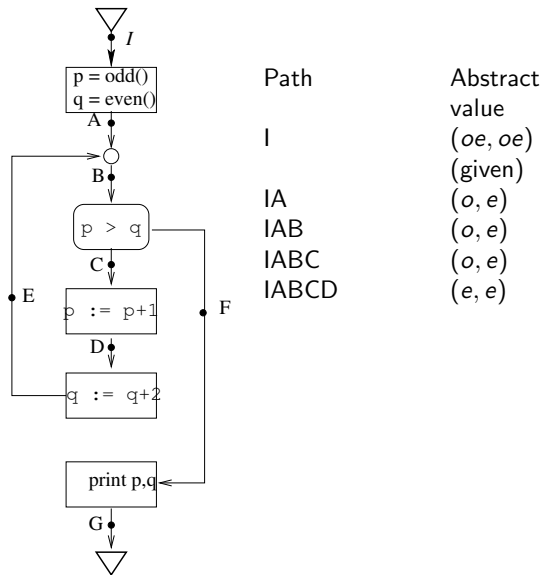 I
p = odd()
q = even()
A
B
p > q
C
E
F
p := p+1
D
q := q+2
print p,q
G
Path Abstract value
I (oe, oe) (given)
IA (o, e)
IAB (o, e)
IABC (o, e)
IABCD (e, e)